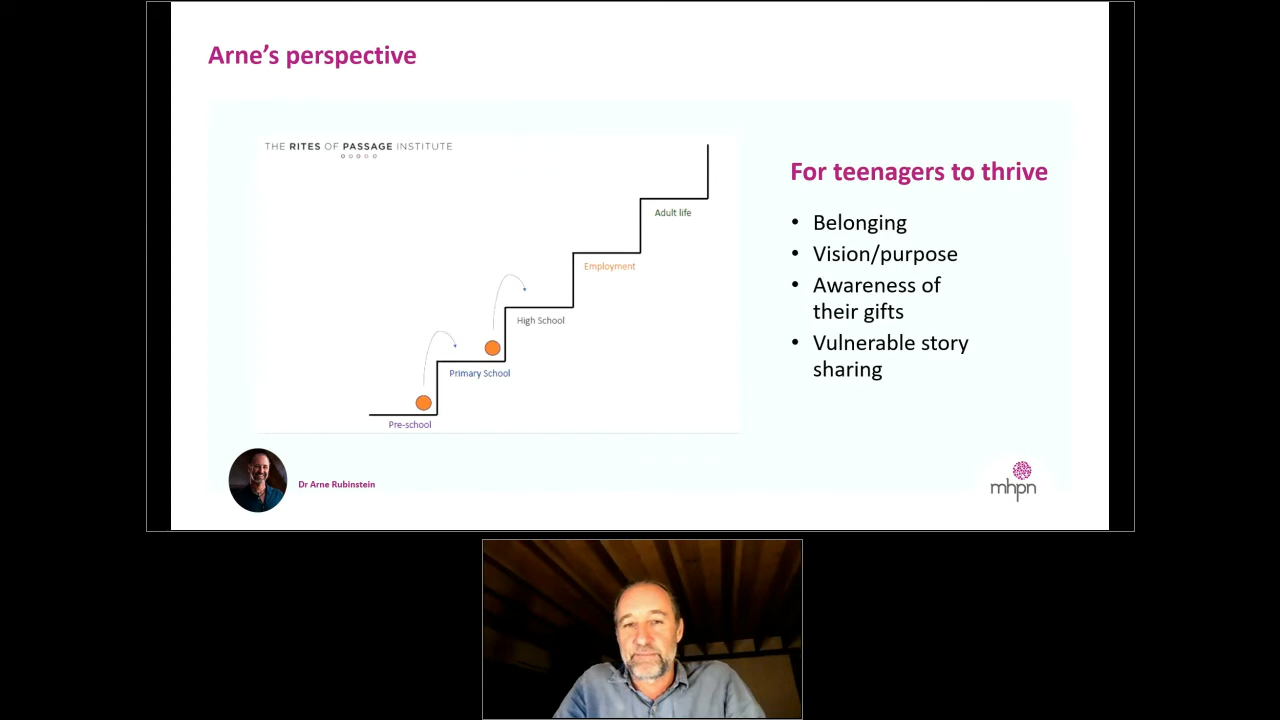 Arne's perspective
THE RITES OF PASSAGE INSTITUTE
Adult life
Employment
High School
Primary School
Pre-school
For teenagers to thrive
• Belonging
• Vision/purpose
• Awareness of
their gifts
• Vulnerable story
sharing
Dr Arne Rubinstein
mhpn